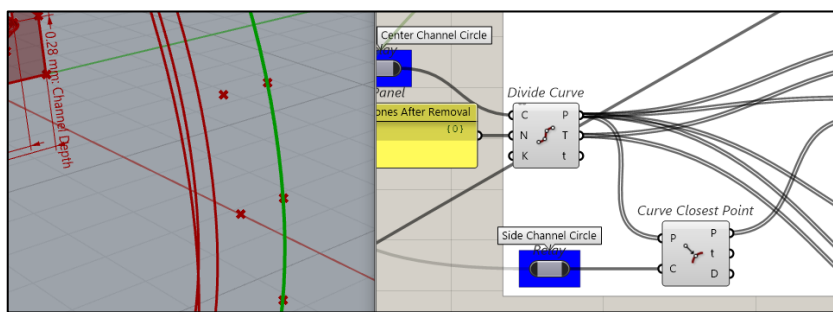 0.28 mm: Channel Depth
Center Channel Circle
Panel
ones After Removal
{0}
Divide Curve
C
N
K
P
T
t
Side Channel Circle
Relay
Curve Closest Point
P
C
P
t
D